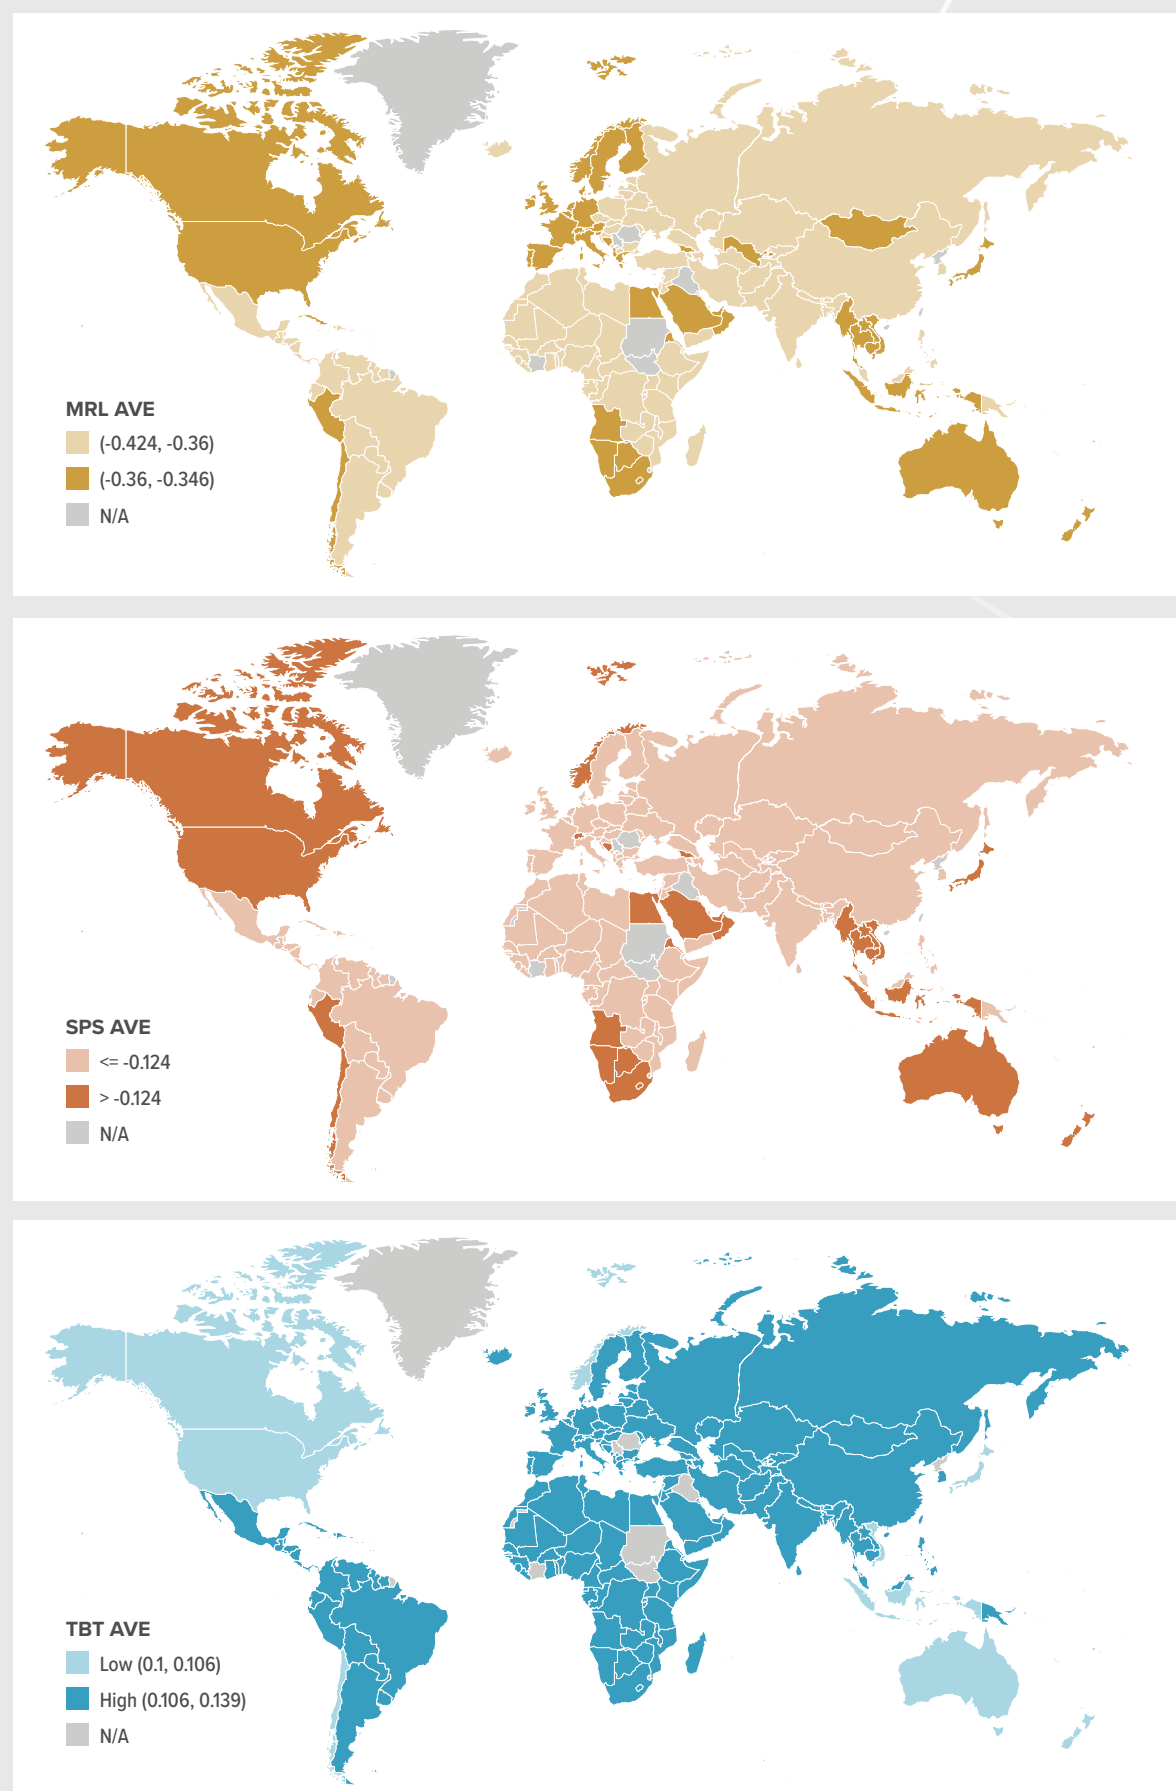 MRL AVE
(-0.424, -0.36)
(-0.36, -0.346)
N/A
SPS AVE
<= -0.124
> -0.124
N/A
TBT AVE
Low (0.1, 0.106)
High (0.106, 0.139)
N/A